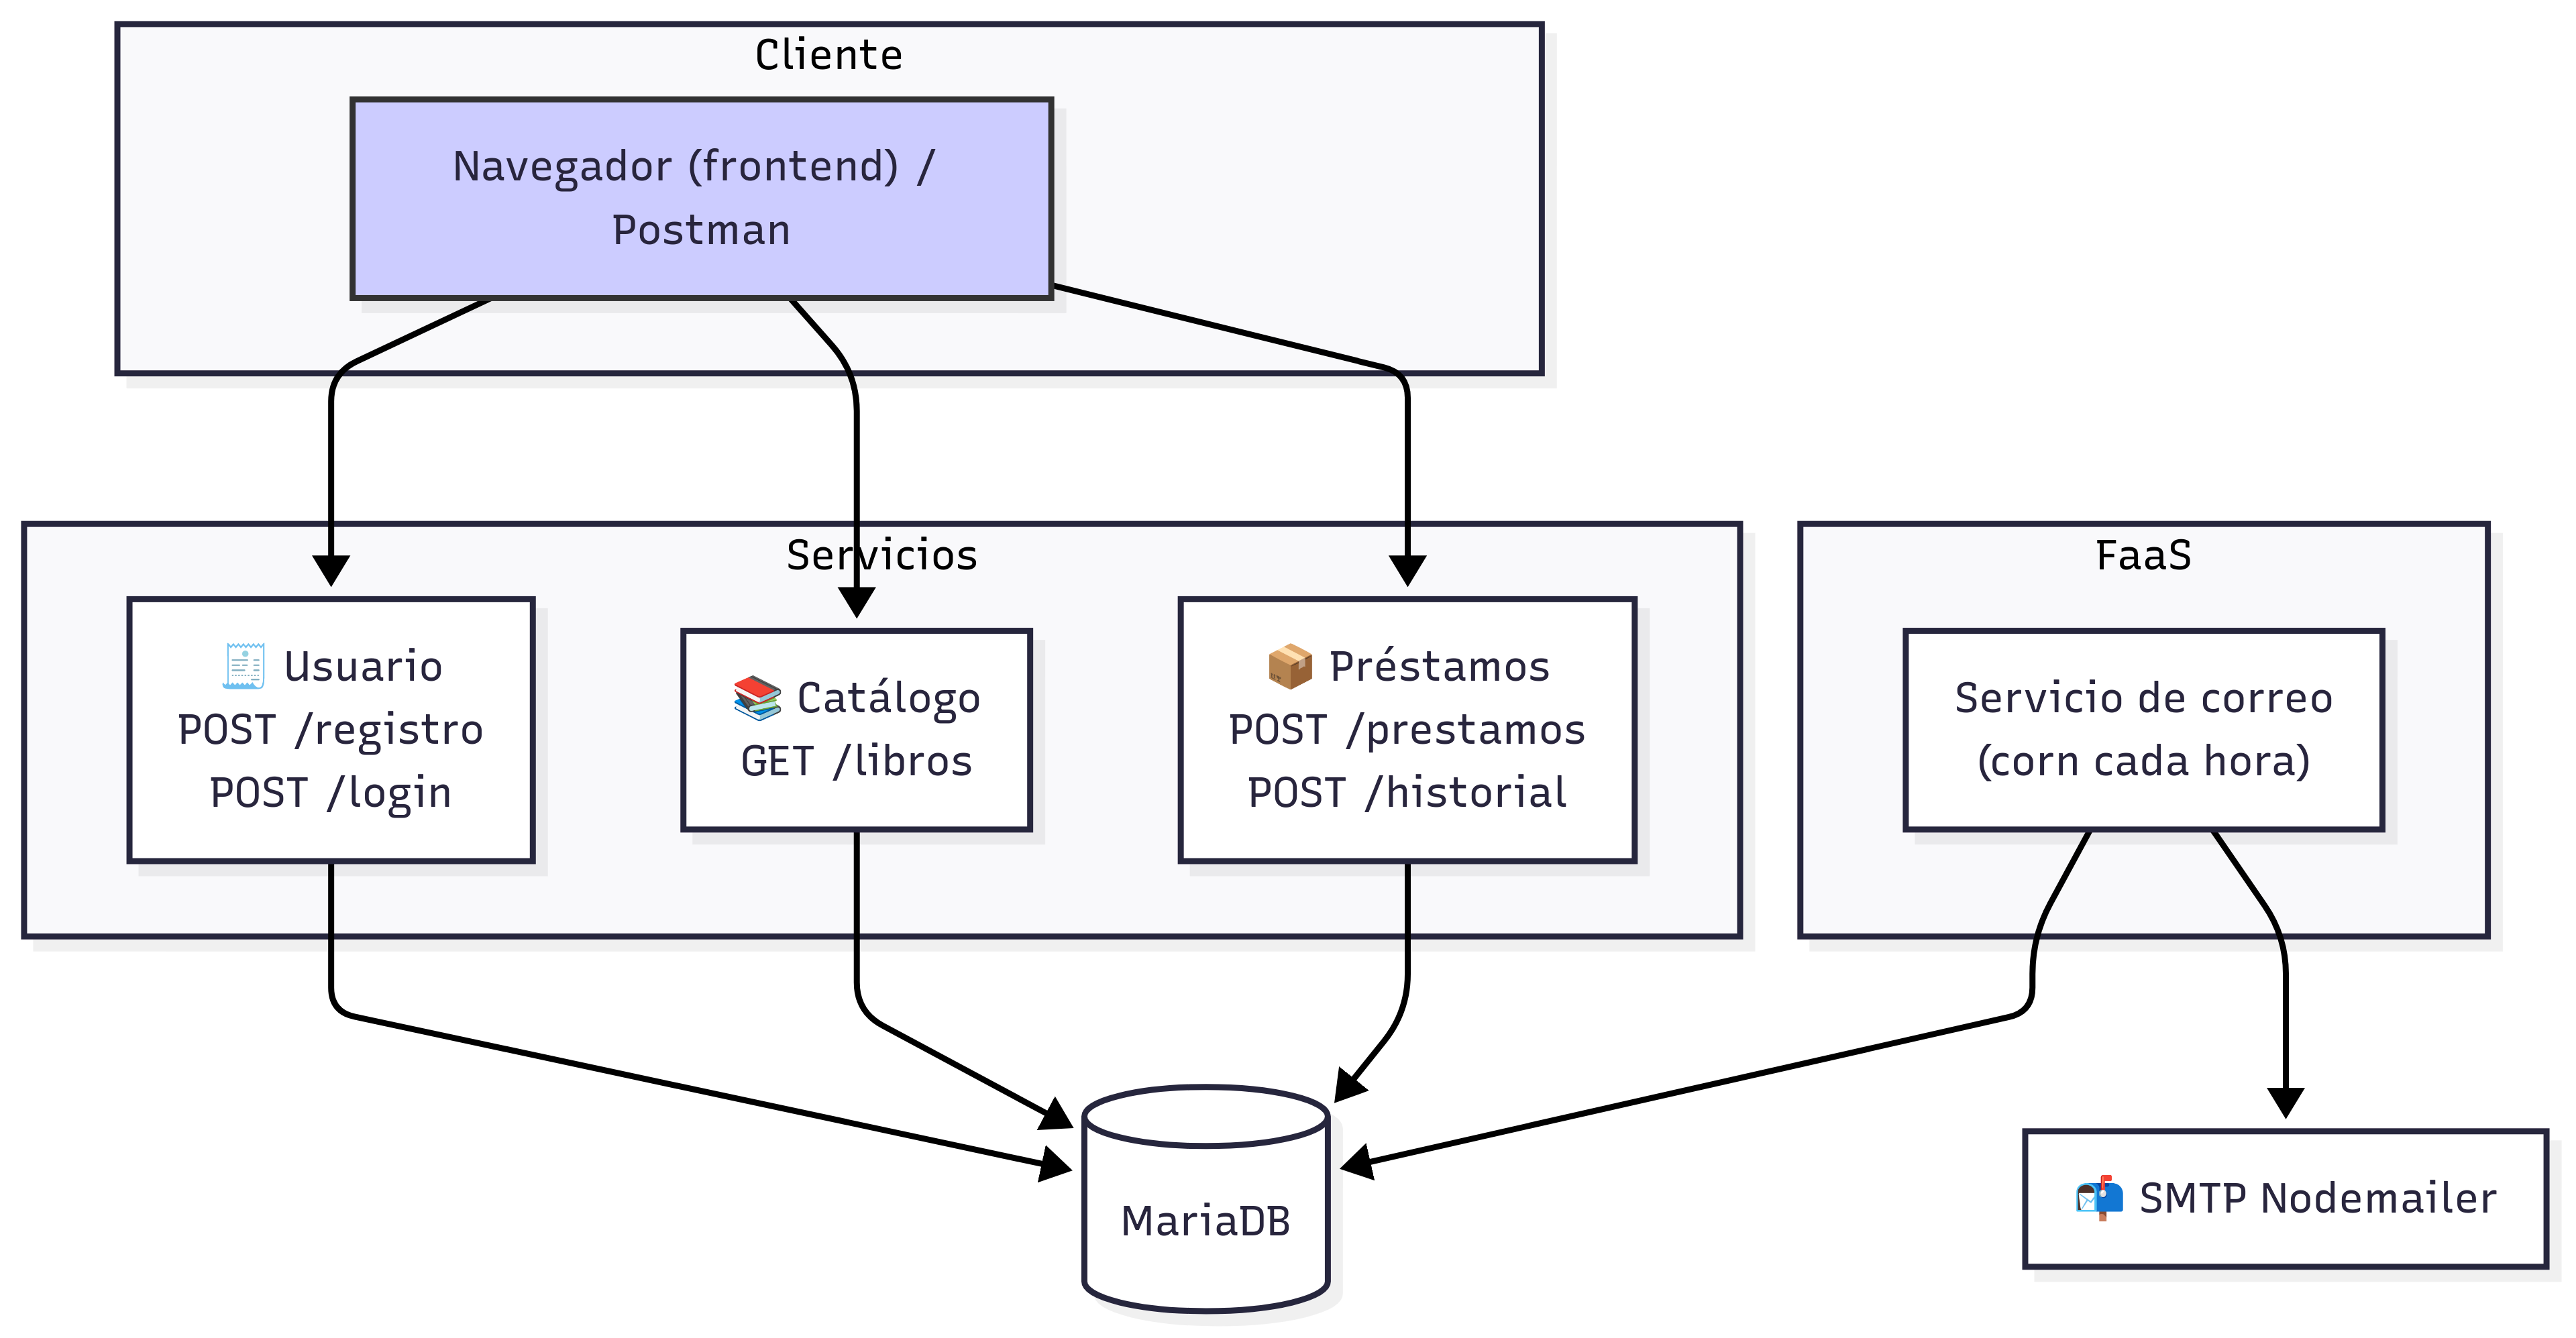 Cliente
Navegador (frontend) /
Postman
Servicios
🧾 Usuario
POST /registro
POST /login
📚 Catálogo
GET /libros
📦 Préstamos
POST /prestamos
POST /historial
FaaS
Servicio de correo
(corn cada hora)
MariaDB
📬 SMTP Nodemailer